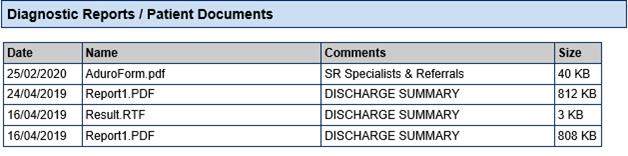 Diagnostic Reports / Patient Documents
Date Name Comments Size
25/02/2020 AduroForm.pdf SR Specialists & Referrals 40 KB
24/04/2019 Report1.PDF DISCHARGE SUMMARY 812 KB
16/04/2019 Result.RTF DISCHARGE SUMMARY 3 KB
16/04/2019 Report1.PDF DISCHARGE SUMMARY 808 KB